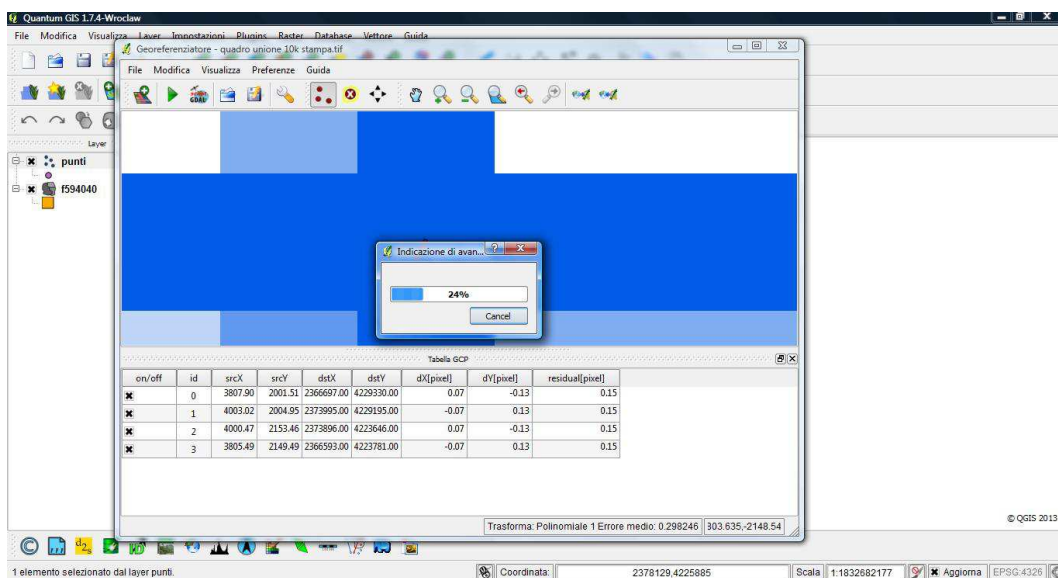 Quantum GIS 1.7.4-Wroclaw
File Modifica Visualizza Layer Impostazioni Plugins Raster Database Vettore Guida
Georeferenziatore - quadro unione 10k stampa.tif
File Modifica Visualizza Preferenze Guida
GDAL
Layer
punti
f594040
Indicazione di avan...
24%
Cancel
Tabella GCP
on/off id srcX srcY dstX dstY dX[pixel] dY[pixel] residual[pixel]
0 3807.90 2001.51 2366697.00 4229330.00 0.07 -0.13 0.15
1 4003.02 2004.95 2373995.00 4229195.00 -0.07 0.13 0.15
2 4000.47 2153.46 2373896.00 4223646.00 0.07 -0.13 0.15
3 3805.49 2149.49 2366593.00 4223781.00 -0.07 0.13 0.15
Trasforma: Polinomiale 1 Errore medio: 0.298246 303.635,-2148.54
© QGIS 2013
1 elemento selezionato dal layer punti. Coordinata: 2378129,4225885 Scala 1:1832682177 Aggiorna EPSG:4326